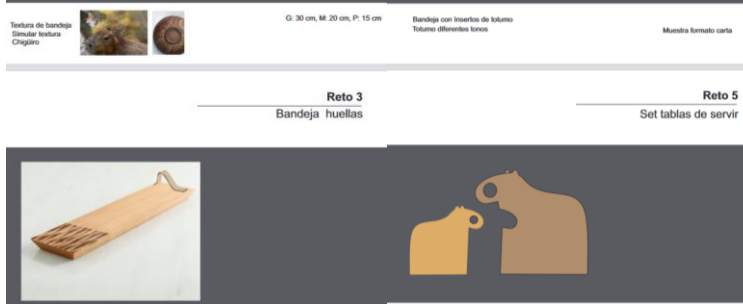 Textura de bandeja
Simular textura
Chigüiro
G: 30 cm, M: 20 cm, P: 15 cm
Bandeja con Insertos de totumo
Totumo diferentes tonos
Muestra formato carta
Reto 3
Bandeja huellas
Reto 5
Set tablas de servir